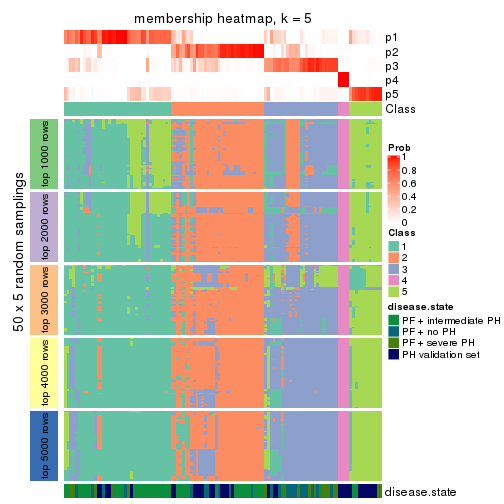 membership heatmap, k = 5
p1
p2
p3
p4
p5
Class
50 x 5 random samplings
top 1000 rows
top 2000 rows
top 3000 rows
top 4000 rows
top 5000 rows
disease.state
Prob
1
0.8
0.6
0.4
0.2
0
Class
1
2
3
4
5
disease.state
PF + intermediate PH
PF + no PH
PF + severe PH
PH validation set